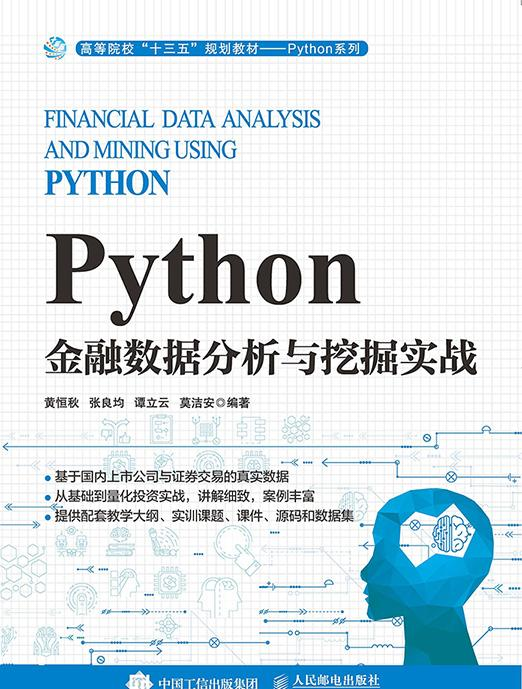 高等院校“十三五”规划教材——Python系列
FINANCIAL DATA ANALYSIS
AND MINING USING
PYTHON
Python
金融数据分析与挖掘实战
黄恒秋 张良均 谭立云 莫洁安◎编著
●基于国内上市公司与证券交易的真实数据
●从基础到量化投资实战，讲解细致，案例丰富
●提供配套教学大纲、实训课题、课件、源码和数据集
中国工信出版集团 人民邮电出版社